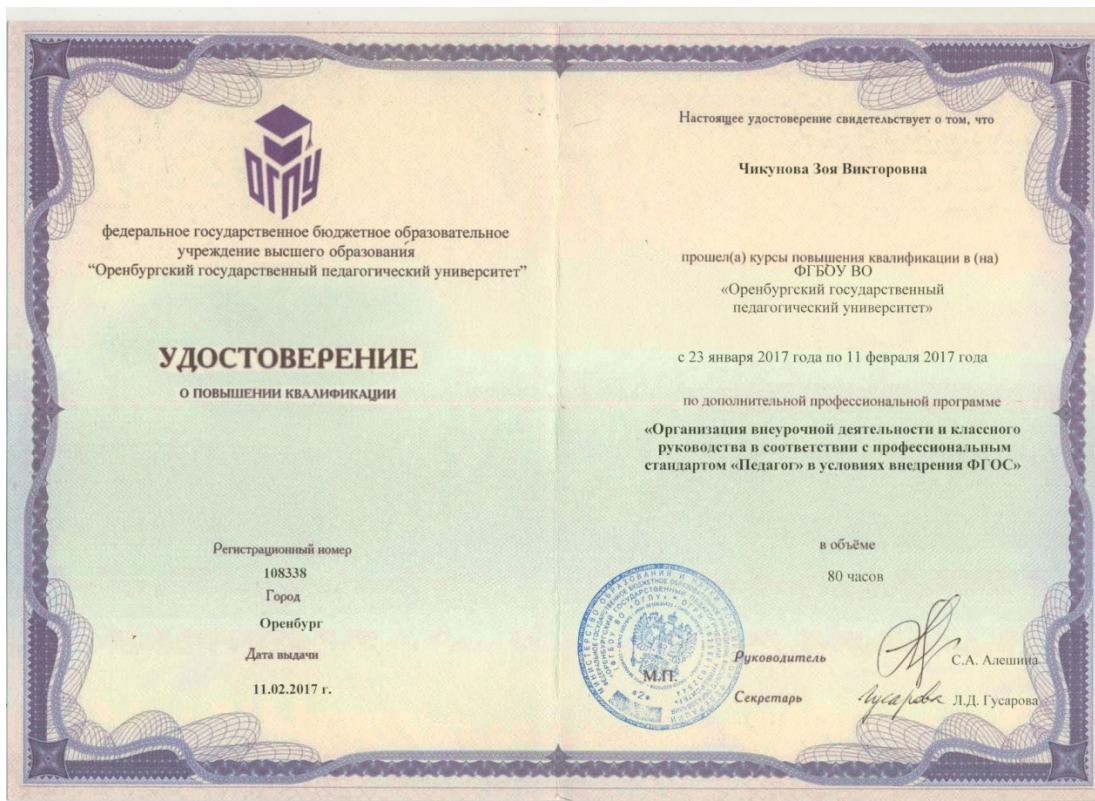 ОГПУ
федеральное государственное бюджетное образовательное
учреждение высшего образования
“Оренбургский государственный педагогический университет”
УДОСТОВЕРЕНИЕ
О ПОВЫШЕНИИ КВАЛИФИКАЦИИ
Регистрационный номер
108338
Город
Оренбург
Дата выдачи
11.02.2017 г.
Настоящее удостоверение свидетельствует о том, что
Чикунова Зоя Викторовна
прошел(а) курсы повышения квалификации в (на)
ФГБОУ ВО
«Оренбургский государственный
педагогический университет»
с 23 января 2017 года по 11 февраля 2017 года
по дополнительной профессиональной программе
«Организация внеурочной деятельности и классного
руководства в соответствии с профессиональным
стандартом «Педагог» в условиях внедрения ФГОС»
в объёме
80 часов
М.П.
*2*
Руководитель
С.А. Алешина
Секретарь
Гусарова
Л.Д. Гусарова